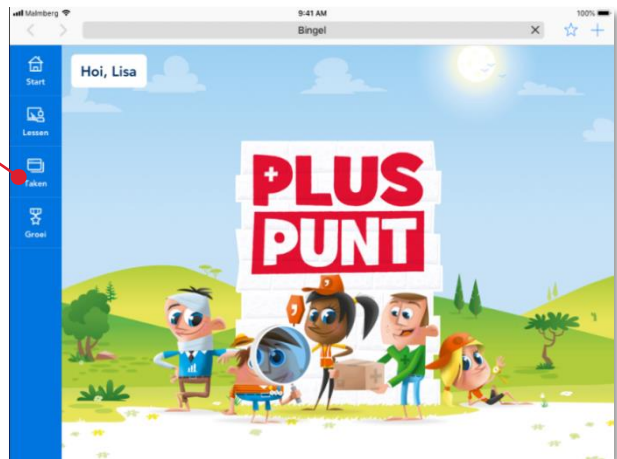 Malmberg
9:41 AM
100%
Bingel
Start
Hoi, Lisa
Lessen
Taken
Groei
PLUS
PUNT